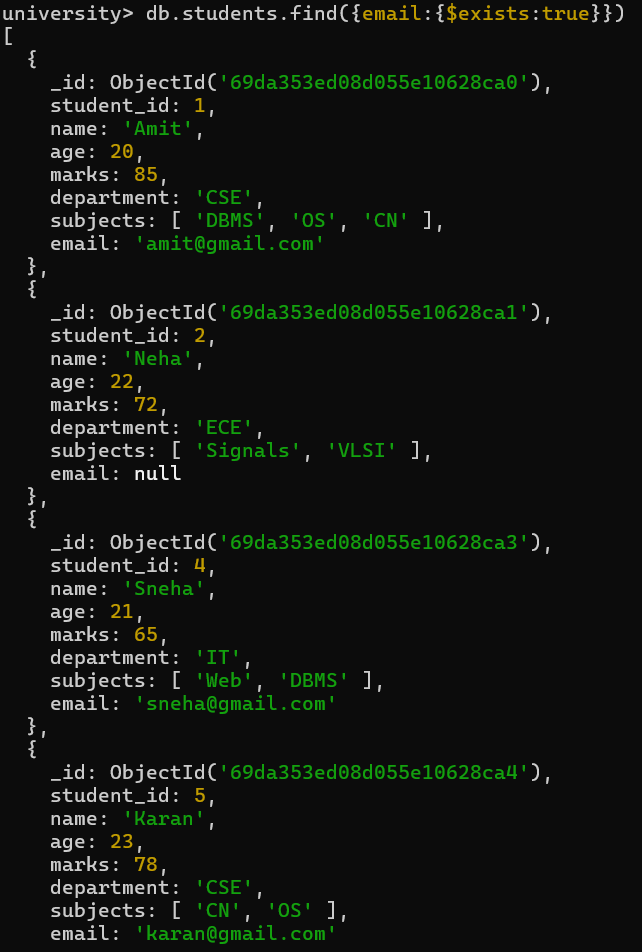 university> db.students.find({email:{$exists:true}})
[
  {
    _id: ObjectId('69da353ed08d055e10628ca0'),
    student_id: 1,
    name: 'Amit',
    age: 20,
    marks: 85,
    department: 'CSE',
    subjects: [ 'DBMS', 'OS', 'CN' ],
    email: 'amit@gmail.com'
  },
  {
    _id: ObjectId('69da353ed08d055e10628ca1'),
    student_id: 2,
    name: 'Neha',
    age: 22,
    marks: 72,
    department: 'ECE',
    subjects: [ 'Signals', 'VLSI' ],
    email: null
  },
  {
    _id: ObjectId('69da353ed08d055e10628ca3'),
    student_id: 4,
    name: 'Sneha',
    age: 21,
    marks: 65,
    department: 'IT',
    subjects: [ 'Web', 'DBMS' ],
    email: 'sneha@gmail.com'
  },
  {
    _id: ObjectId('69da353ed08d055e10628ca4'),
    student_id: 5,
    name: 'Karan',
    age: 23,
    marks: 78,
    department: 'CSE',
    subjects: [ 'CN', 'OS' ],
    email: 'karan@gmail.com'